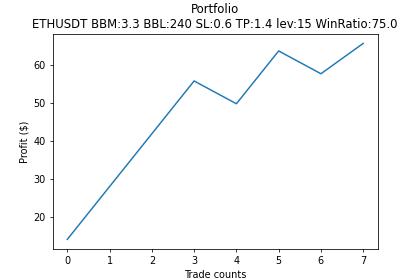 Portfolio
ETHUSDT BBM:3.3 BBL:240 SL:0.6 TP:1.4 lev:15 WinRatio:75.0
Profit ($)
60
50
40
30
20
0 1 2 3 4 5 6 7
Trade counts